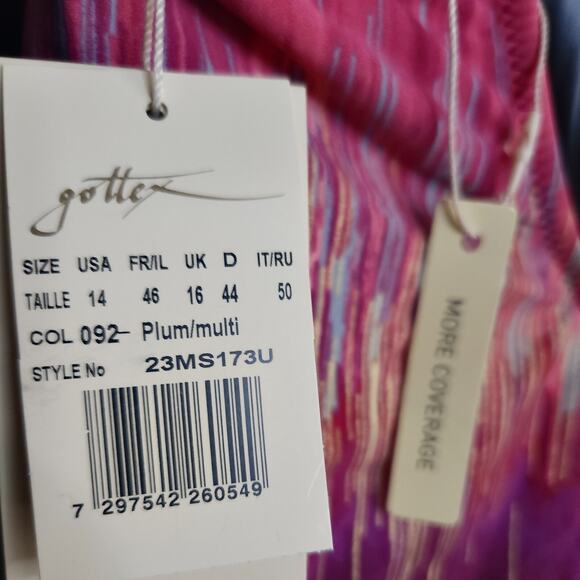 gottex
SIZE USA FR/IL UK D IT/RU
TAILLE 14 46 16 44 50
COL 092- Plum/multi
STYLE No 23MS173U
7 297542 260549
MORE COVERAGE